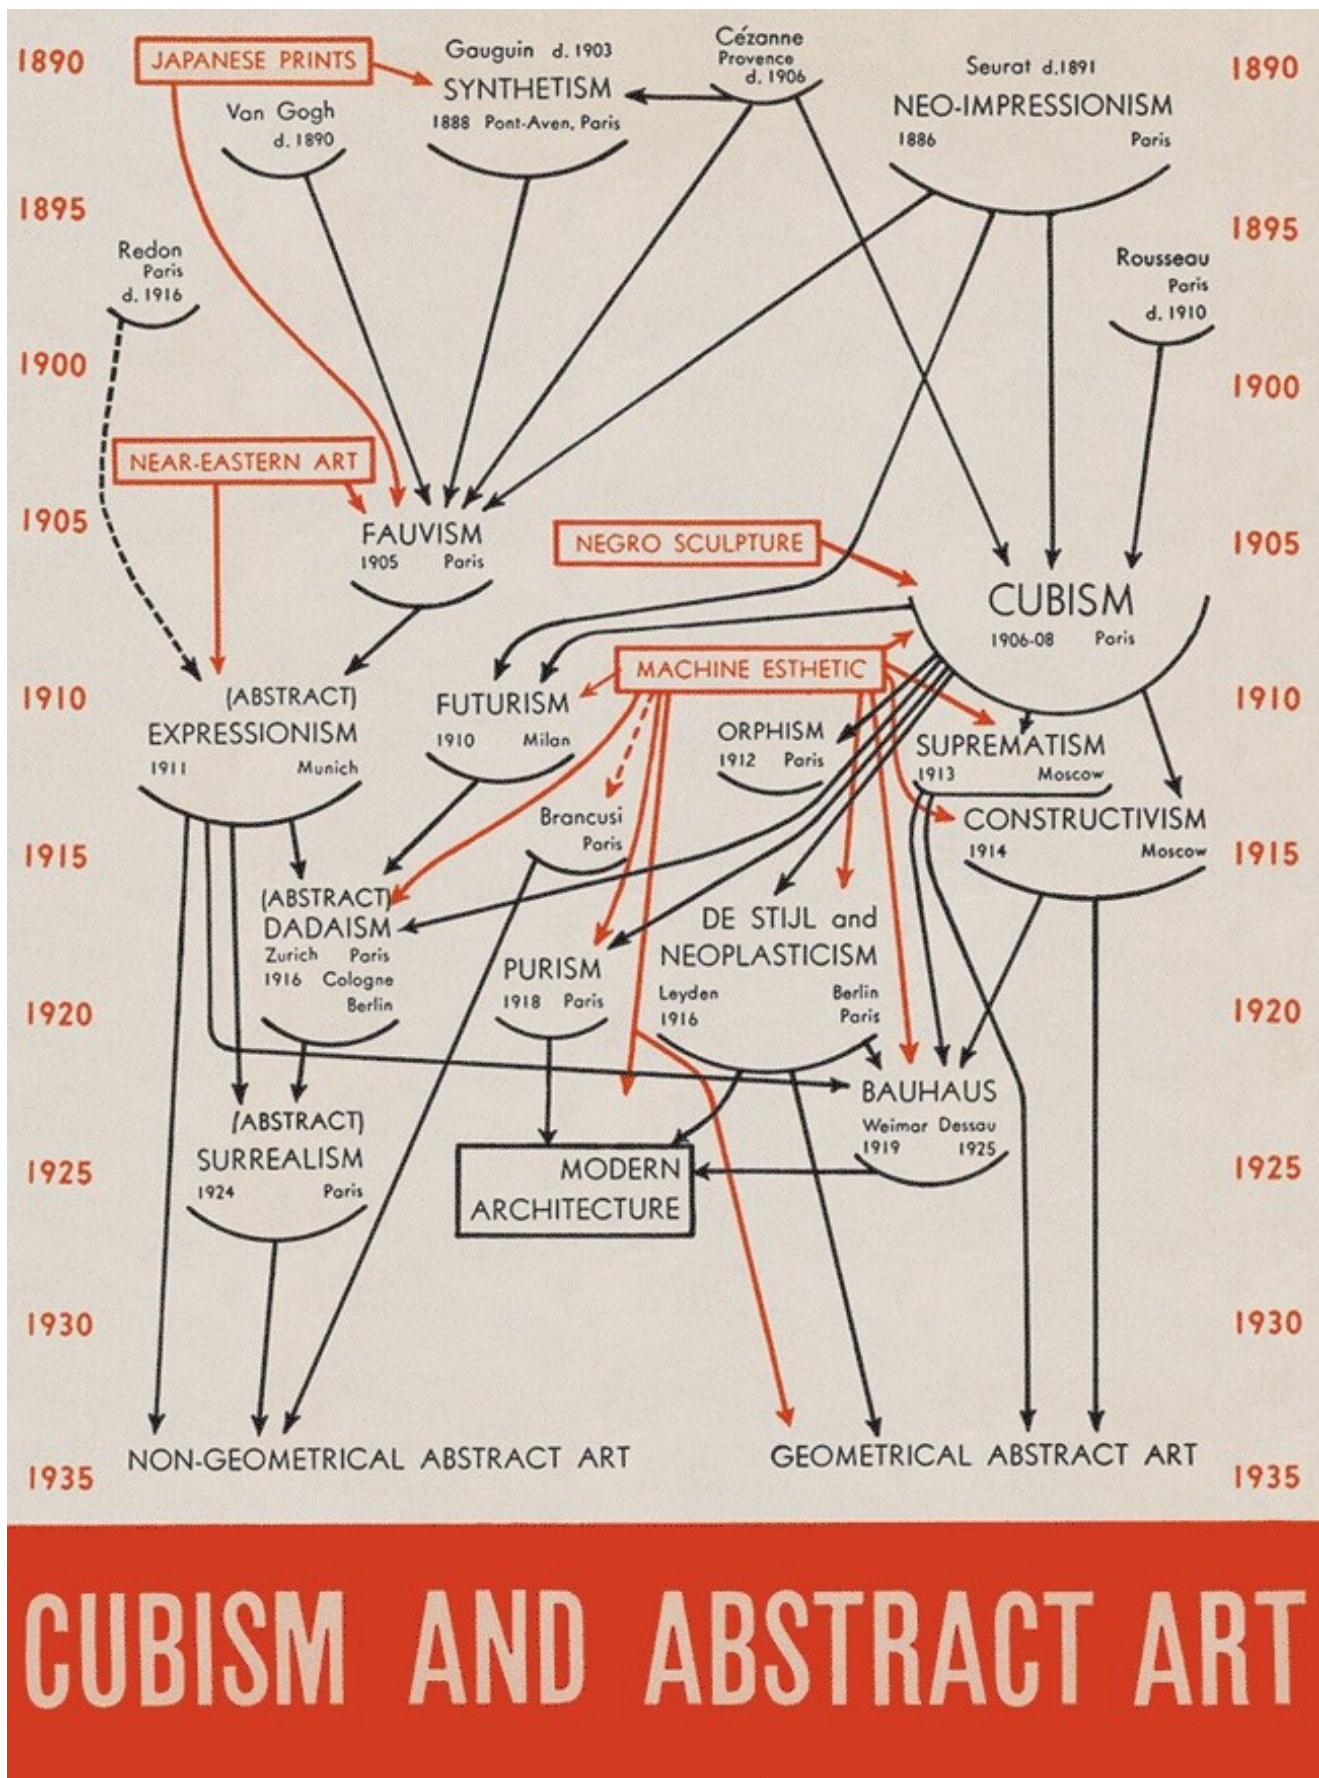 1890
JAPANESE PRINTS
Gauguin d. 1903
SYNTHETISM
1888 Pont-Aven, Paris
Cézanne
Provence
d. 1906
Seurat d.1891
NEO-IMPRESSIONISM
1886 Paris
1890
Van Gogh
d. 1890
1895
1895
Redon
Paris
d. 1916
Rousseau
Paris
d. 1910
1900
1900
NEAR-EASTERN ART
1905
FAUVISM
1905 Paris
NEGRO SCULPTURE
1905
CUBISM
1906-08 Paris
1910
(ABSTRACT)
EXPRESSIONISM
1911 Munich
FUTURISM
1910 Milan
MACHINE ESTHETIC
ORPHISM
1912 Paris
SUPREMATISM
1913 Moscow
1910
Brancusi
Paris
CONSTRUCTIVISM
1914 Moscow
1915
1915
(ABSTRACT)
DADAISM
Zurich Paris
1916 Cologne
Berlin
PURISM
1918 Paris
DE STIJL and
NEOPLASTICISM
Leyden Berlin
1916 Paris
1920
1920
BAUHAUS
Weimar Dessau
1919 1925
(ABSTRACT)
SURREALISM
1924 Paris
MODERN
ARCHITECTURE
1925
1925
1930
1930
NON-GEOMETRICAL ABSTRACT ART
GEOMETRICAL ABSTRACT ART
1935
1935
CUBISM AND ABSTRACT ART